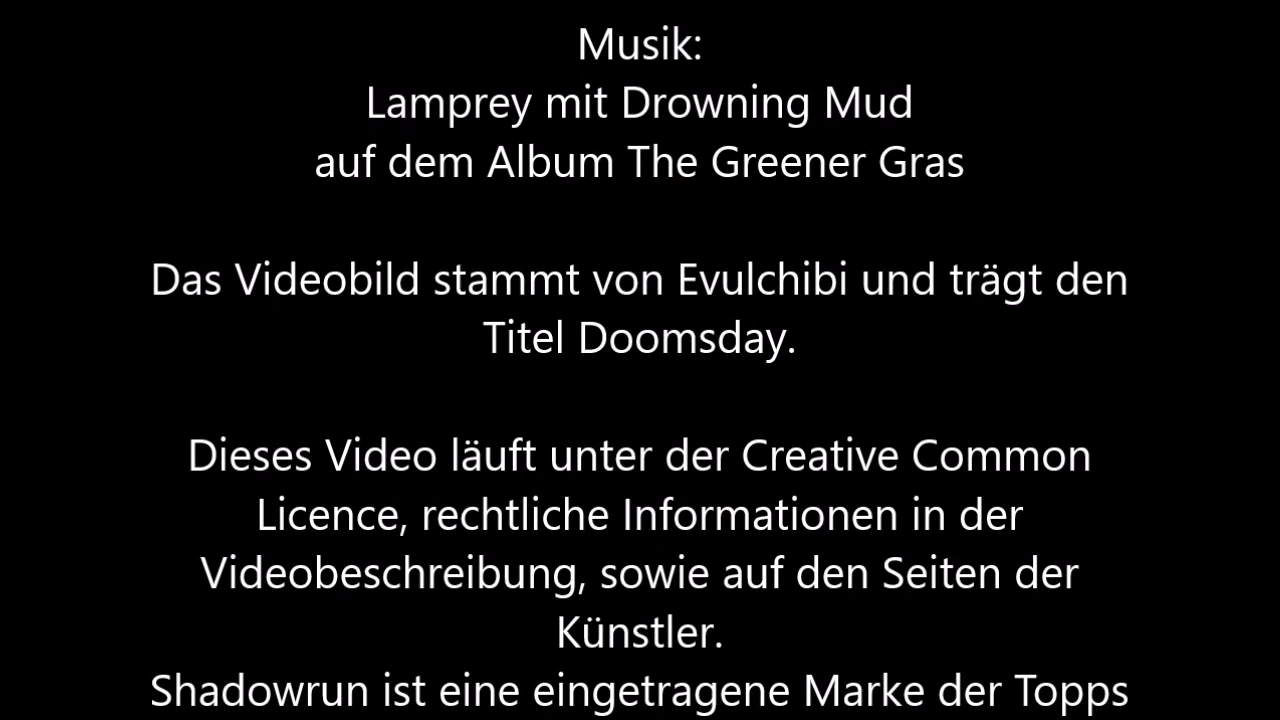 Musik:
Lamprey mit Drowning Mud
auf dem Album The Greener Gras
Das Videobild stammt von Evulchibi und trägt den
Titel Doomsday.
Dieses Video läuft unter der Creative Common
Licence, rechtliche Informationen in der
Videobeschreibung, sowie auf den Seiten der
Künstler.
Shadowrun ist eine eingetragene Marke der Topps